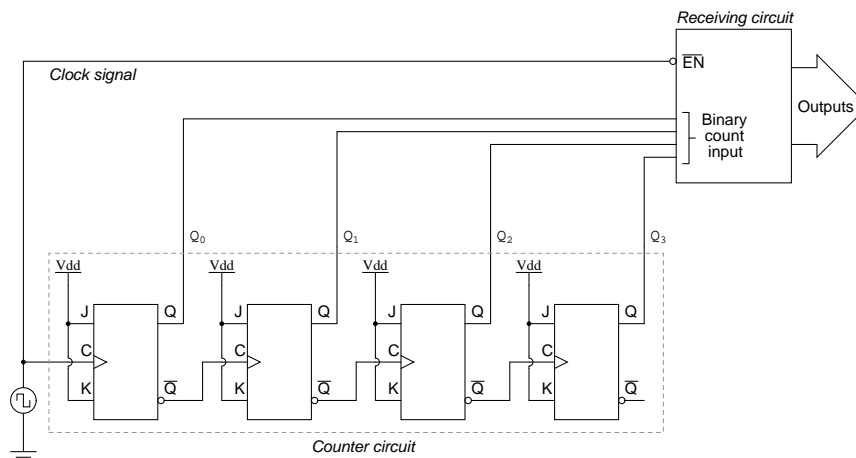 Receiving circuit
Clock signal
EN
Binary
count
input
Outputs
Q0 Q1 Q2 Q3
Vdd Vdd Vdd Vdd
J Q J Q J Q J Q
C C C C
K Q K Q K Q K Q
Counter circuit